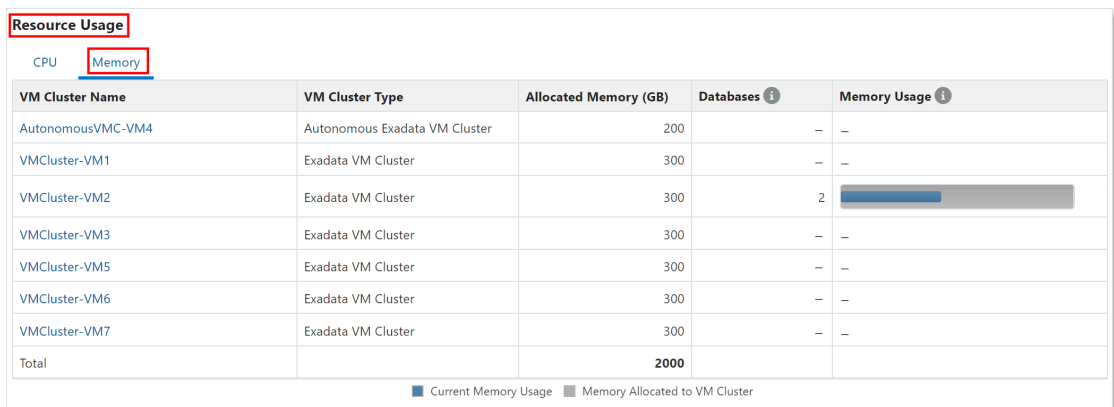 Resource Usage
CPU Memory
VM Cluster Name VM Cluster Type Allocated Memory (GB) Databases i Memory Usage i
AutonomousVMC-VM4 Autonomous Exadata VM Cluster 200 – –
VMCluster-VM1 Exadata VM Cluster 300 – –
VMCluster-VM2 Exadata VM Cluster 300 2
VMCluster-VM3 Exadata VM Cluster 300 – –
VMCluster-VM5 Exadata VM Cluster 300 – –
VMCluster-VM6 Exadata VM Cluster 300 – –
VMCluster-VM7 Exadata VM Cluster 300 – –
Total 2000
Current Memory Usage Memory Allocated to VM Cluster